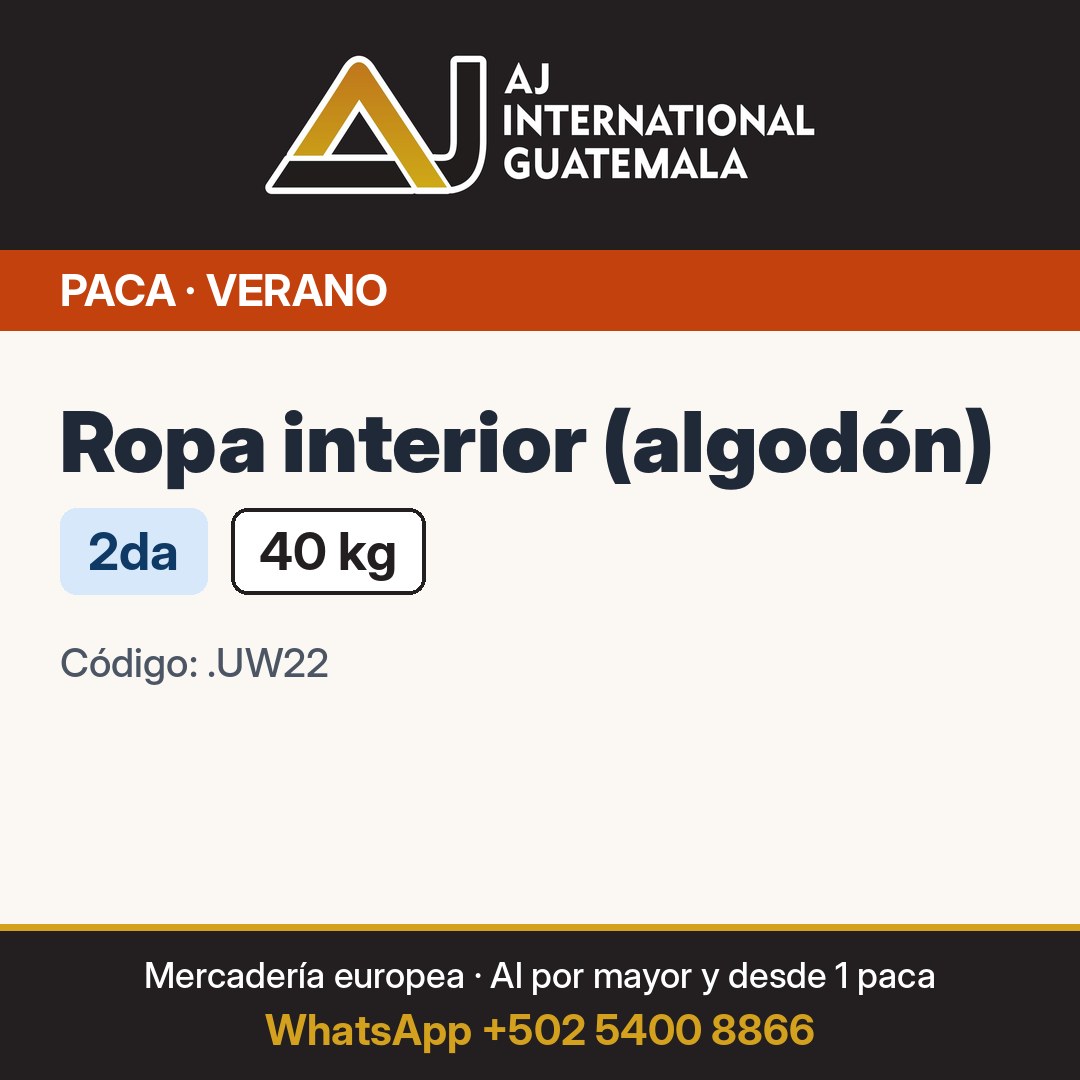 AJ
INTERNATIONAL
GUATEMALA
PACA · VERANO
Ropa interior (algodón)
2da
40 kg
Código: .UW22
Mercadería europea · Al por mayor y desde 1 paca
WhatsApp +502 5400 8866